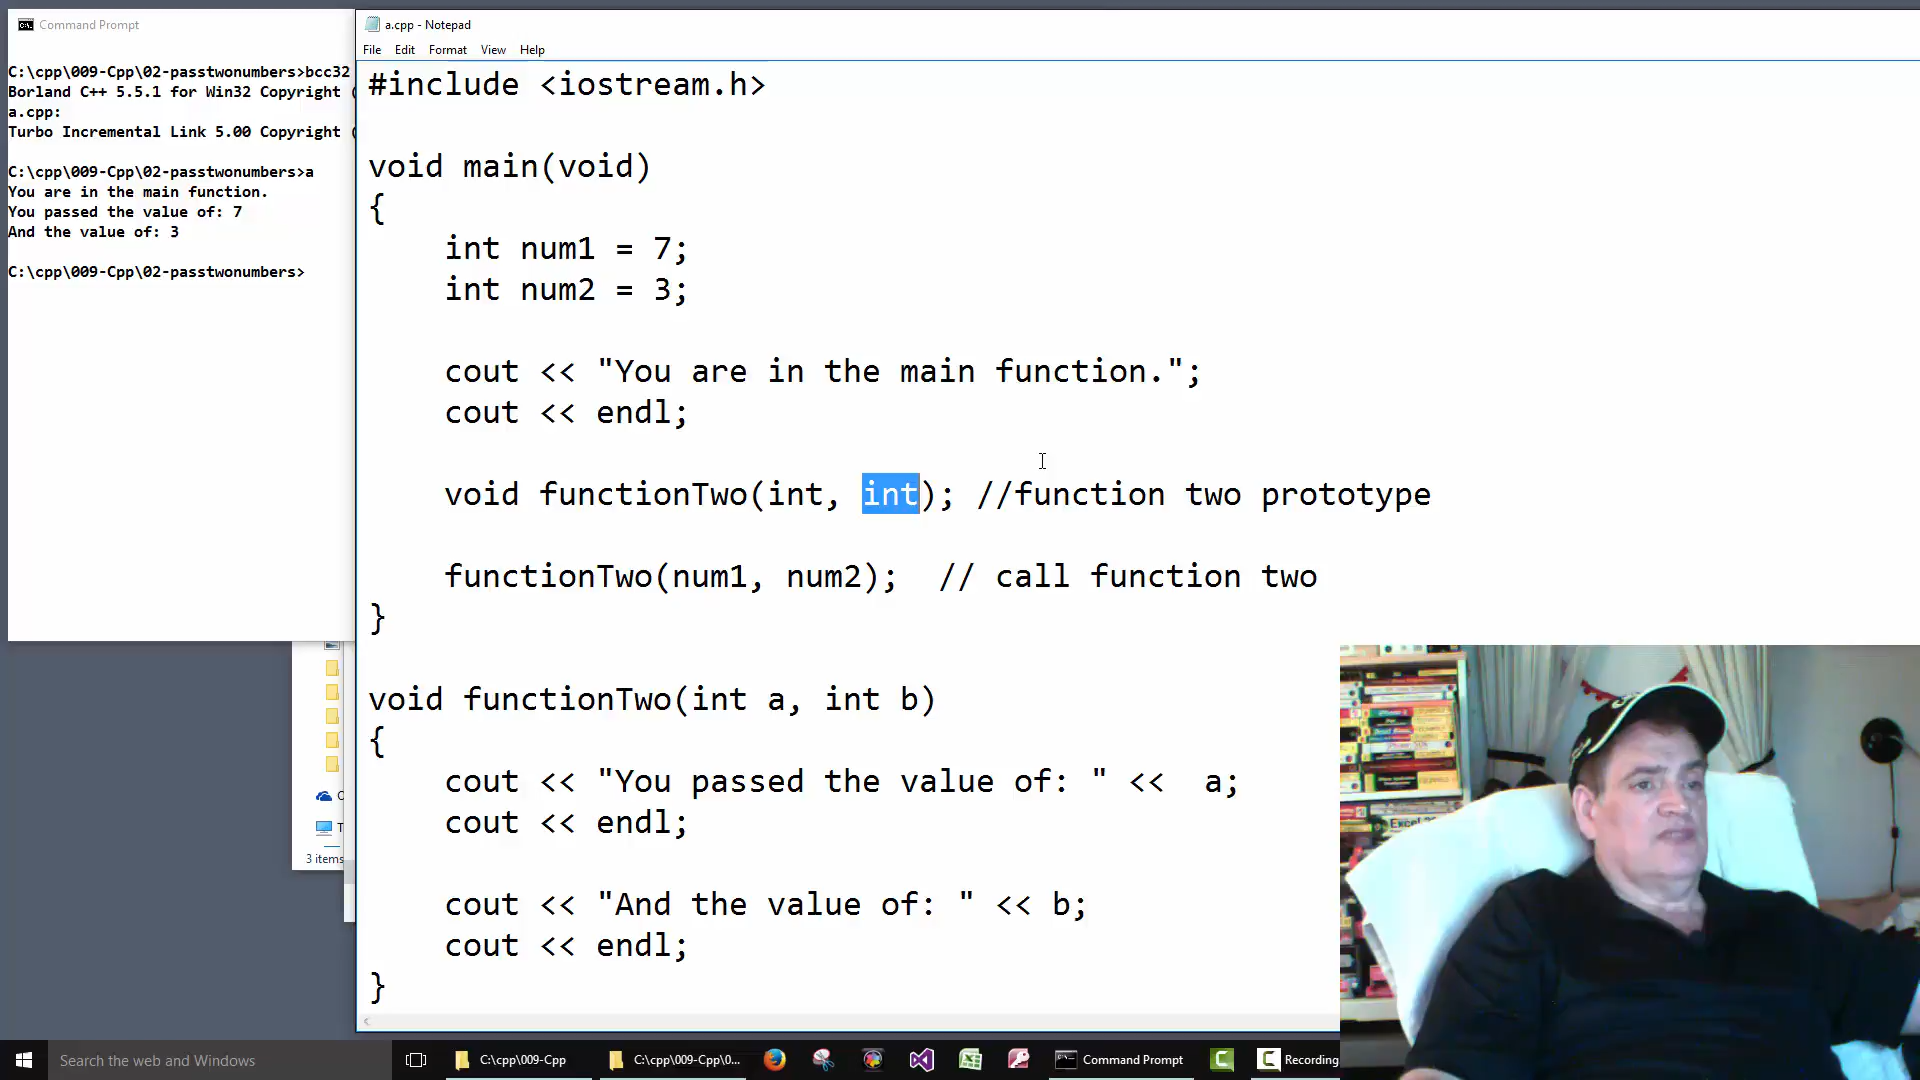 Command Prompt
C:\cpp\009-Cpp\02-passtwonumbers>bcc32
Borland C++ 5.5.1 for Win32 Copyright (
a.cpp:
Turbo Incremental Link 5.00 Copyright (
C:\cpp\009-Cpp\02-passtwonumbers>a
You are in the main function.
You passed the value of: 7
And the value of: 3
C:\cpp\009-Cpp\02-passtwonumbers>
a.cpp - Notepad
File Edit Format View Help
#include <iostream.h>
void main(void)
{
int num1 = 7;
int num2 = 3;
cout << "You are in the main function.";
cout << endl;
void functionTwo(int, int); //function two prototype
functionTwo(num1, num2);  // call function two
}
void functionTwo(int a, int b)
{
cout << "You passed the value of: " <<  a;
cout << endl;
cout << "And the value of: " << b;
cout << endl;
}
3 items
Excel
Search the web and Windows
C:\cpp\009-Cpp
C:\cpp\009-Cpp\0...
Command Prompt
Recording